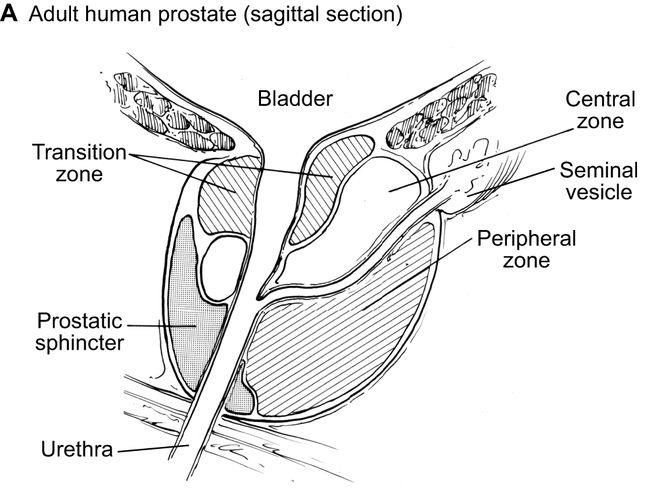 A Adult human prostate (sagittal section)
Bladder
Central
zone
Transition
zone
Seminal
vesicle
Peripheral
zone
Prostatic
sphincter
Urethra